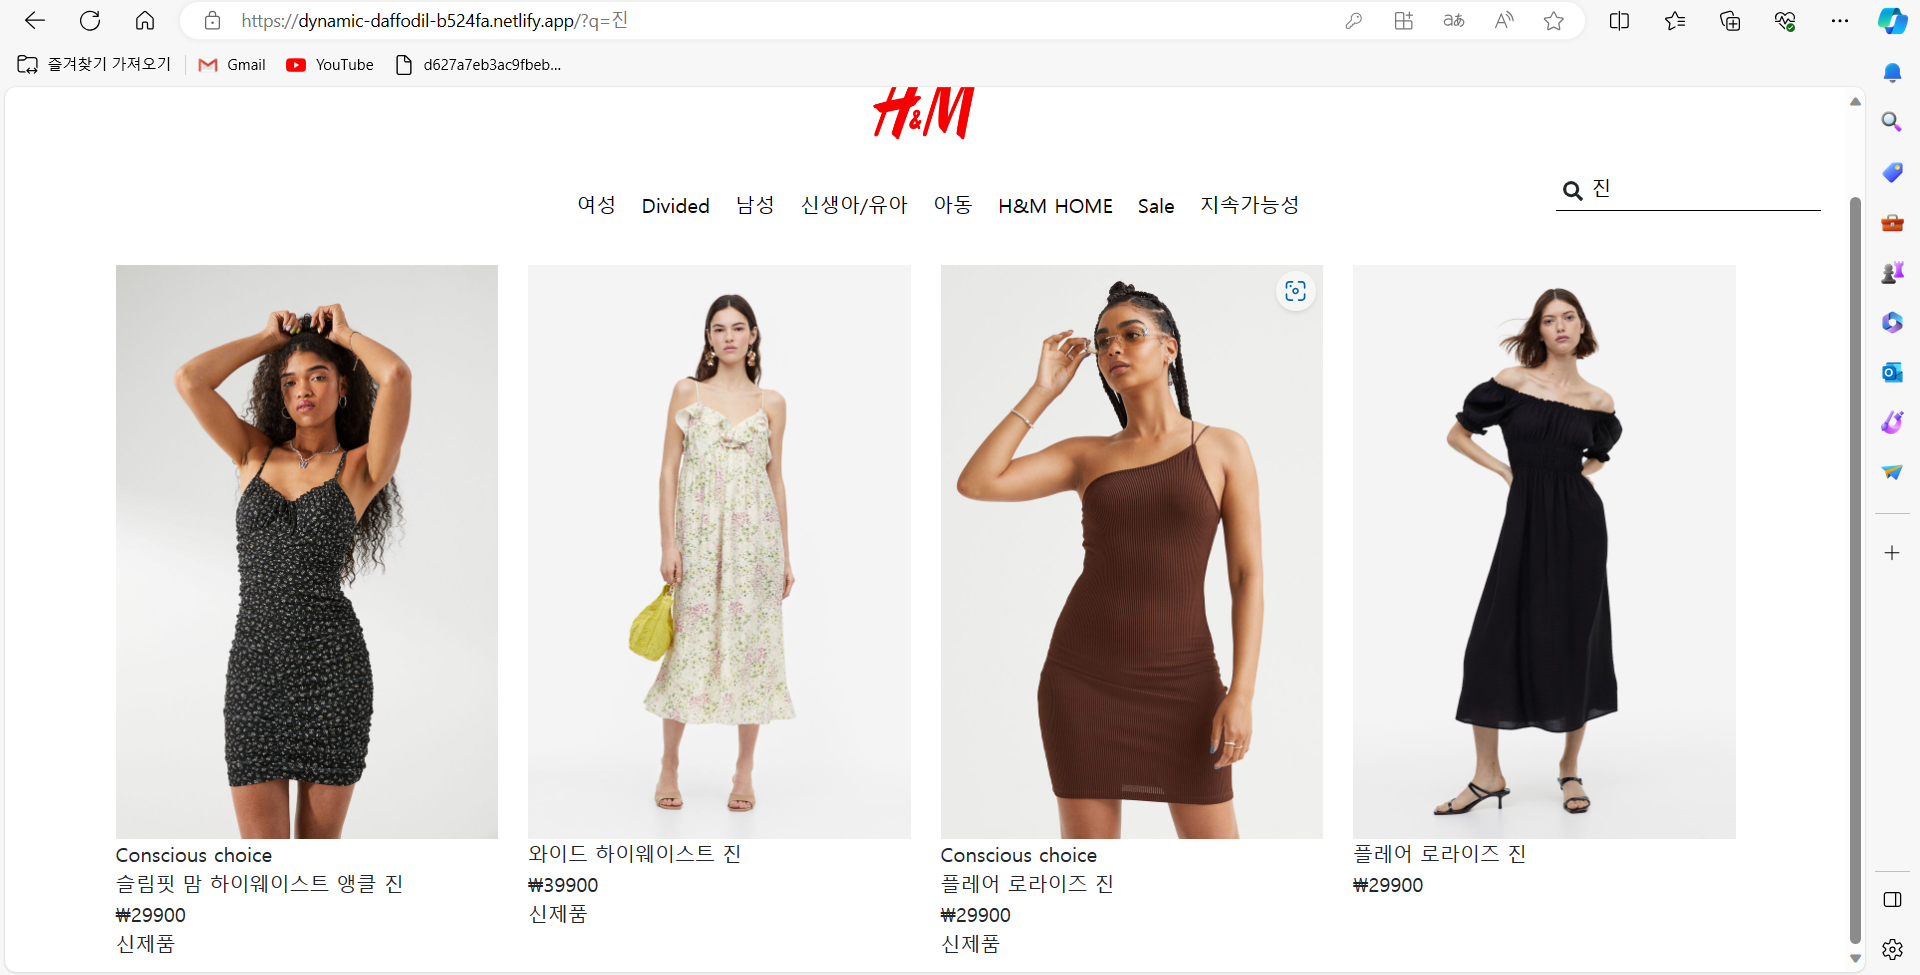 https://dynamic-daffodil-b524fa.netlify.app/?q=진
즐겨찾기 가져오기
Gmail
YouTube
d627a7eb3ac9fbeb...
H&M
여성 Divided 남성 신생아/유아 아동 H&M HOME Sale 지속가능성
진
Conscious choice
슬림핏 맘 하이웨이스트 앵클 진
₩29900
신제품
와이드 하이웨이스트 진
₩39900
신제품
Conscious choice
플레어 로라이즈 진
₩29900
신제품
플레어 로라이즈 진
₩29900